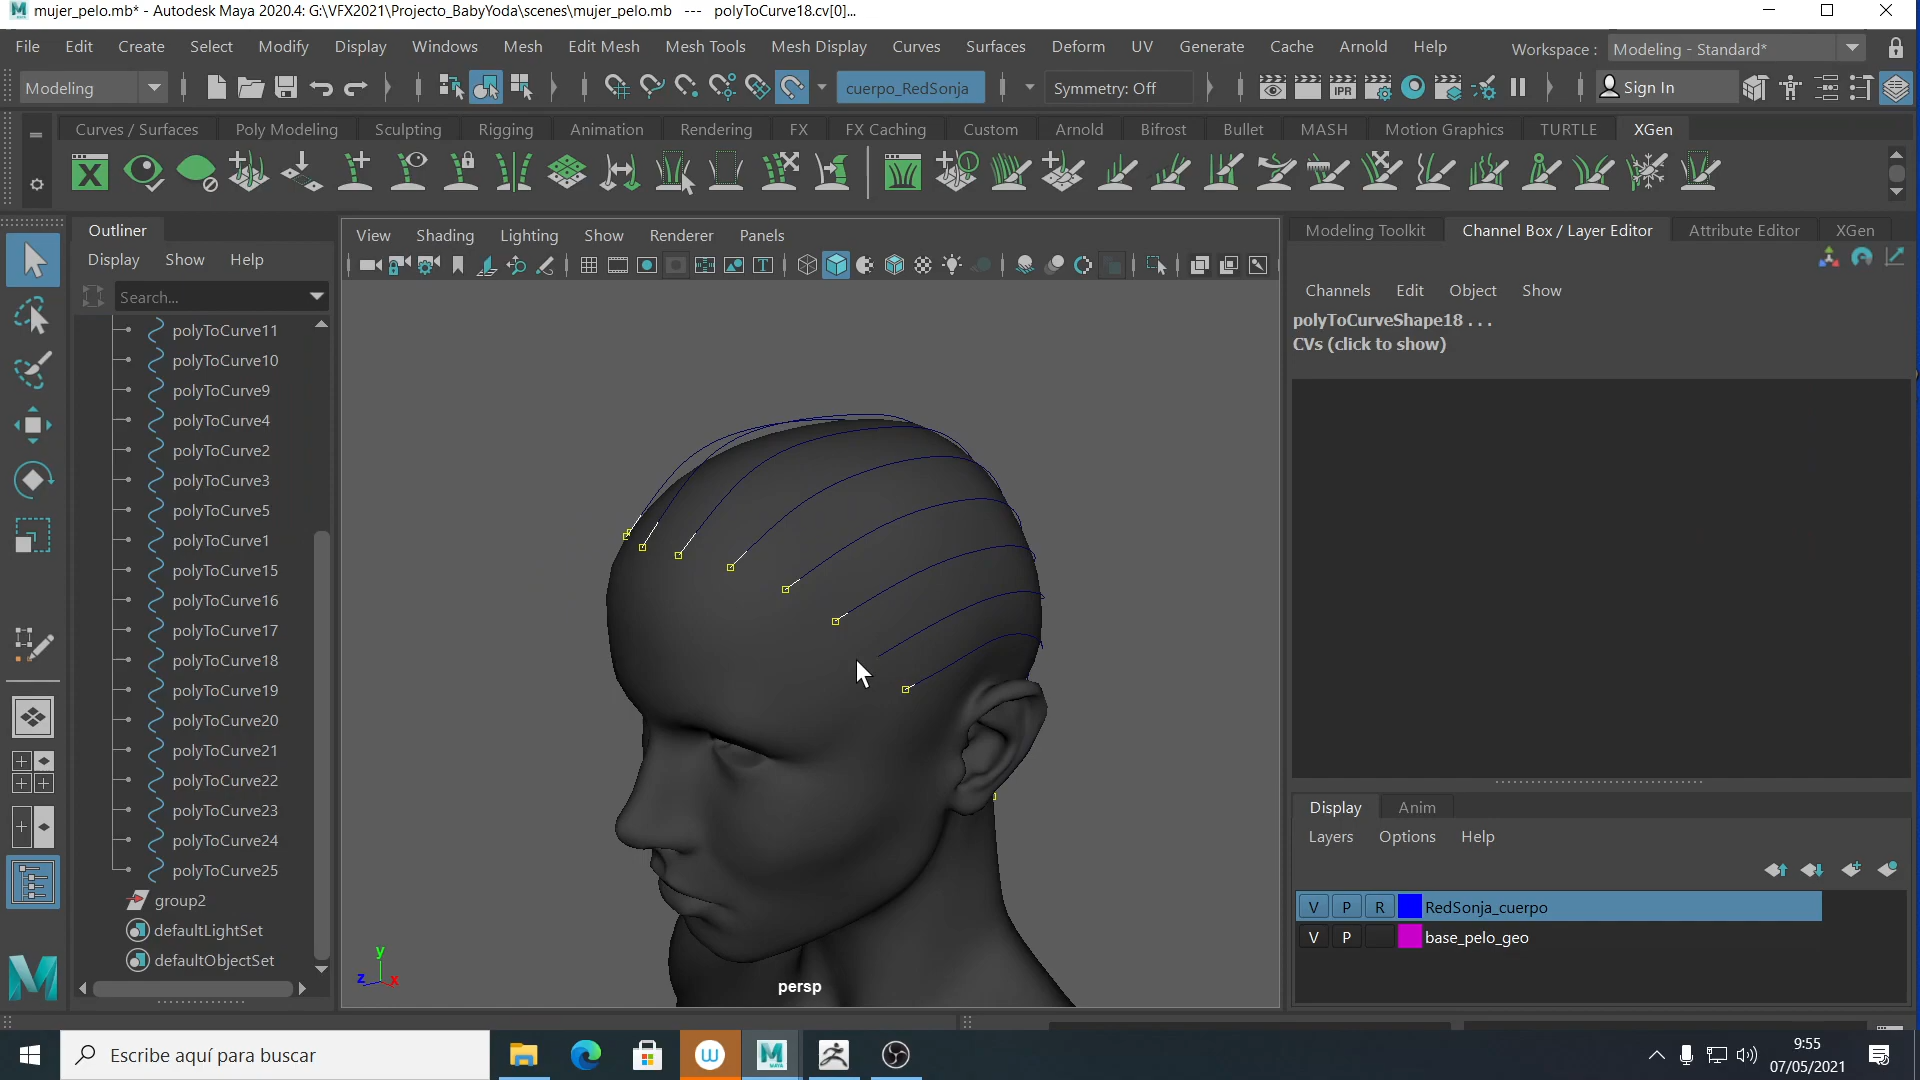 mujer_pelo.mb* - Autodesk Maya 2020.4: G:\VFX2021\Projecto_BabyYoda\scenes\mujer_pelo.mb   ---   polyToCurve18.cv[0]...
File Edit Create Select Modify Display Windows Mesh Edit Mesh Mesh Tools Mesh Display Curves Surfaces Deform UV Generate Cache Arnold Help Workspace : Modeling - Standard*
Modeling cuerpo_RedSonja Symmetry: Off Sign In
Curves / Surfaces Poly Modeling Sculpting Rigging Animation Rendering FX FX Caching Custom Arnold Bifrost Bullet MASH Motion Graphics TURTLE XGen
IPR
Outliner
Display Show Help
Search...
polyToCurve11
polyToCurve10
polyToCurve9
polyToCurve4
polyToCurve2
polyToCurve3
polyToCurve5
polyToCurve1
polyToCurve15
polyToCurve16
polyToCurve17
polyToCurve18
polyToCurve19
polyToCurve20
polyToCurve21
polyToCurve22
polyToCurve23
polyToCurve24
polyToCurve25
group2
defaultLightSet
defaultObjectSet
View Shading Lighting Show Renderer Panels
y
z x
persp
Modeling Toolkit Channel Box / Layer Editor Attribute Editor XGen
Channels Edit Object Show
polyToCurveShape18 . . .
CVs (click to show)
Display Anim
Layers Options Help
V P R RedSonja_cuerpo
V P base_pelo_geo
Escribe aquí para buscar
9:55
07/05/2021